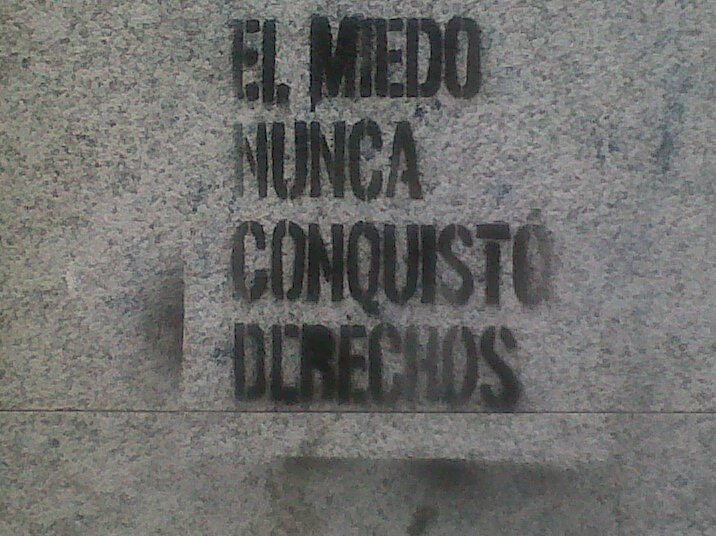 EL MIEDO
NUNCA
CONQUISTÓ
DERECHOS